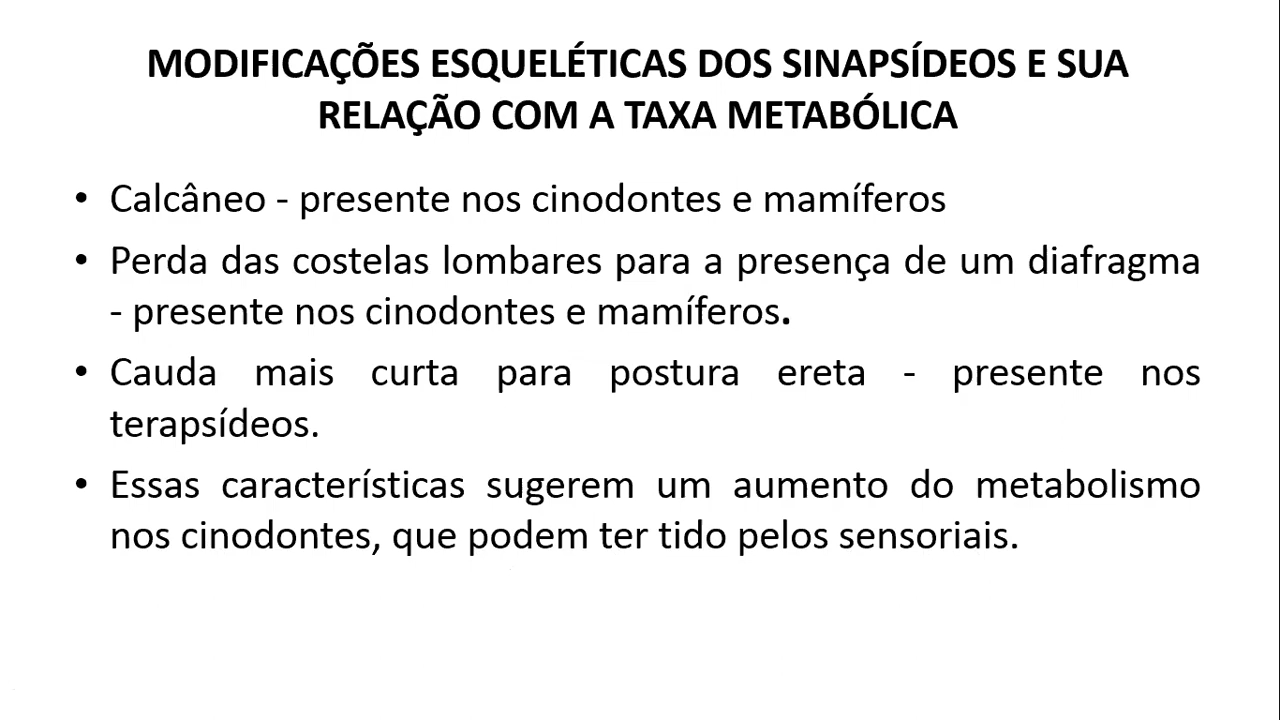 MODIFICAÇÕES ESQUELÉTICAS DOS SINAPSÍDEOS E SUA
RELAÇÃO COM A TAXA METABÓLICA
• Calcâneo - presente nos cinodontes e mamíferos
• Perda das costelas lombares para a presença de um diafragma
- presente nos cinodontes e mamíferos.
• Cauda mais curta para postura ereta - presente nos
terapsídeos.
• Essas características sugerem um aumento do metabolismo
nos cinodontes, que podem ter tido pelos sensoriais.